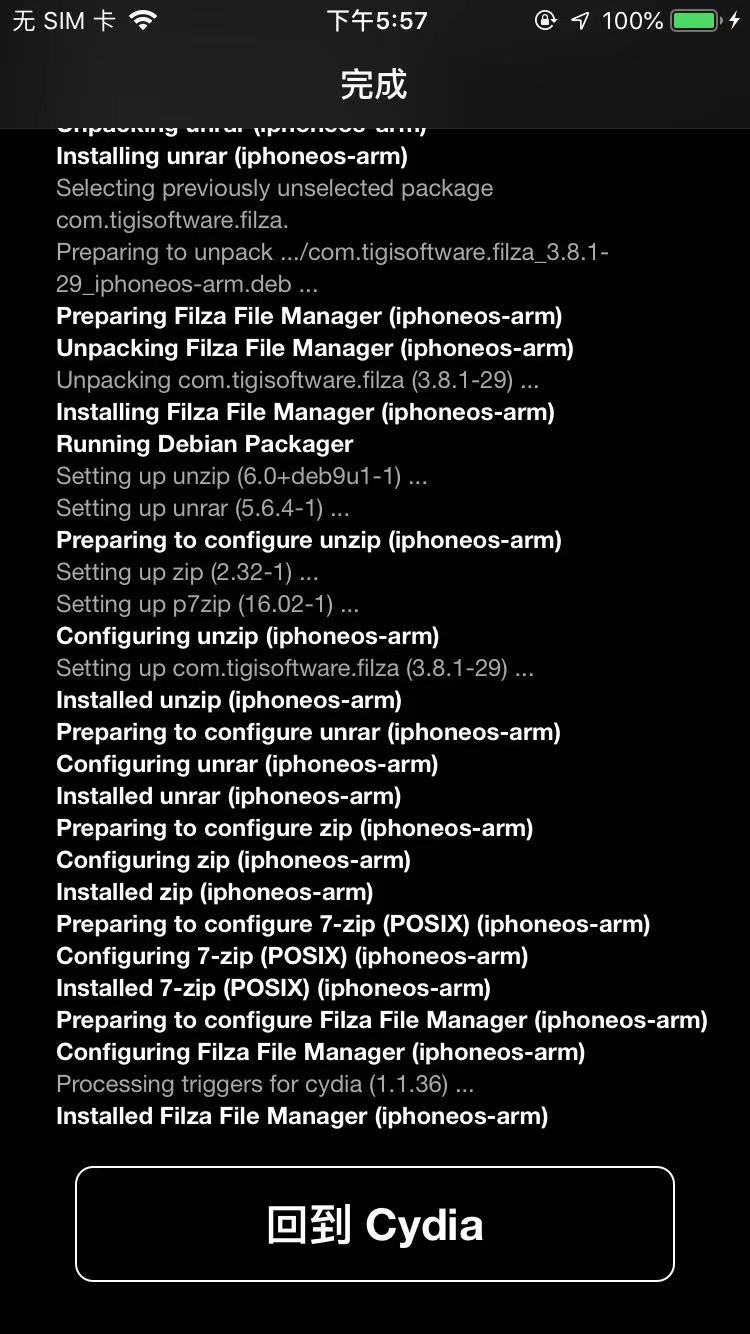 无 SIM 卡 下午5:57 100%
完成
Unpacking unrar (iphoneos-arm)
Installing unrar (iphoneos-arm)
Selecting previously unselected package
com.tigisoftware.filza.
Preparing to unpack .../com.tigisoftware.filza_3.8.1-
29_iphoneos-arm.deb ...
Preparing Filza File Manager (iphoneos-arm)
Unpacking Filza File Manager (iphoneos-arm)
Unpacking com.tigisoftware.filza (3.8.1-29) ...
Installing Filza File Manager (iphoneos-arm)
Running Debian Packager
Setting up unzip (6.0+deb9u1-1) ...
Setting up unrar (5.6.4-1) ...
Preparing to configure unzip (iphoneos-arm)
Setting up zip (2.32-1) ...
Setting up p7zip (16.02-1) ...
Configuring unzip (iphoneos-arm)
Setting up com.tigisoftware.filza (3.8.1-29) ...
Installed unzip (iphoneos-arm)
Preparing to configure unrar (iphoneos-arm)
Configuring unrar (iphoneos-arm)
Installed unrar (iphoneos-arm)
Preparing to configure zip (iphoneos-arm)
Configuring zip (iphoneos-arm)
Installed zip (iphoneos-arm)
Preparing to configure 7-zip (POSIX) (iphoneos-arm)
Configuring 7-zip (POSIX) (iphoneos-arm)
Installed 7-zip (POSIX) (iphoneos-arm)
Preparing to configure Filza File Manager (iphoneos-arm)
Configuring Filza File Manager (iphoneos-arm)
Processing triggers for cydia (1.1.36) ...
Installed Filza File Manager (iphoneos-arm)
回到 Cydia